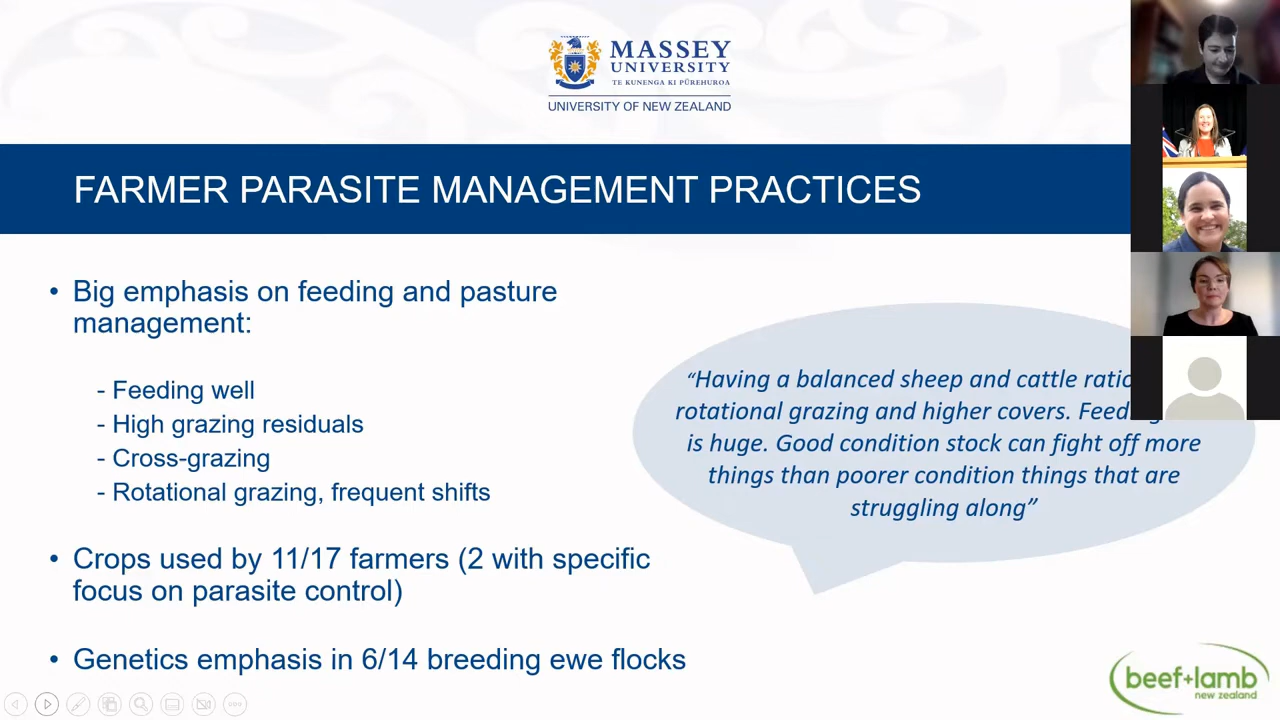 MASSEY
UNIVERSITY
TE KUNENGA KI PŪREHUROA
UNIVERSITY OF NEW ZEALAND
FARMER PARASITE MANAGEMENT PRACTICES
• Big emphasis on feeding and pasture
management:
- Feeding well
- High grazing residuals
- Cross-grazing
- Rotational grazing, frequent shifts
• Crops used by 11/17 farmers (2 with specific
focus on parasite control)
• Genetics emphasis in 6/14 breeding ewe flocks
“Having a balanced sheep and cattle ratio
rotational grazing and higher covers.
is huge. Good condition stock can fight off more
things than poorer condition things that are
struggling along”
beef+lamb
new zealand